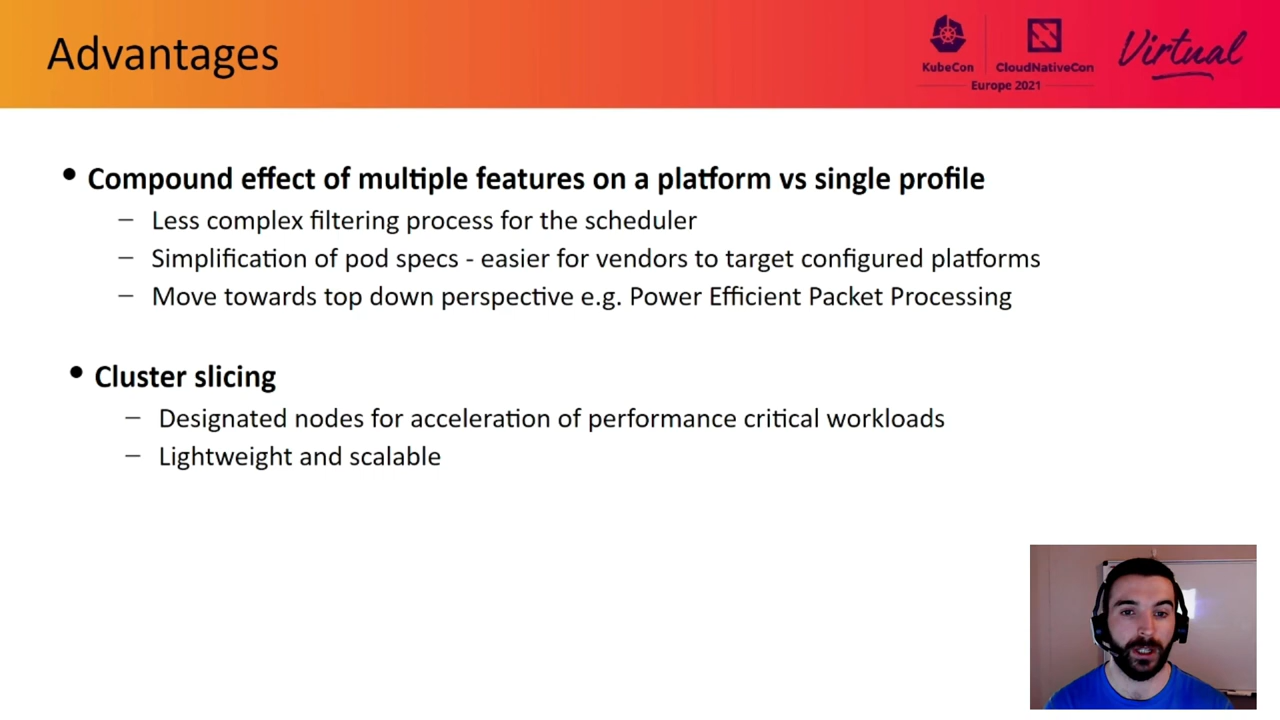 Advantages
KubeCon
CloudNativeCon
Europe 2021
Virtual
• Compound effect of multiple features on a platform vs single profile
– Less complex filtering process for the scheduler
– Simplification of pod specs - easier for vendors to target configured platforms
– Move towards top down perspective e.g. Power Efficient Packet Processing
• Cluster slicing
– Designated nodes for acceleration of performance critical workloads
– Lightweight and scalable